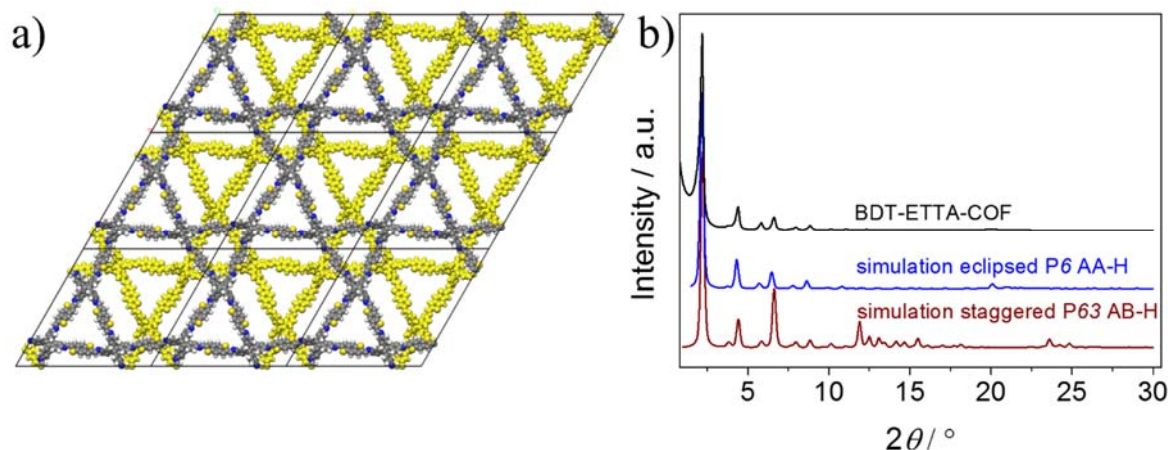 a)
b)
Intensity / a.u.
BDT-ETTA-COF
simulation eclipsed P6 AA-H
simulation staggered P63 AB-H
5 10 15 20 25 30
2θ / °